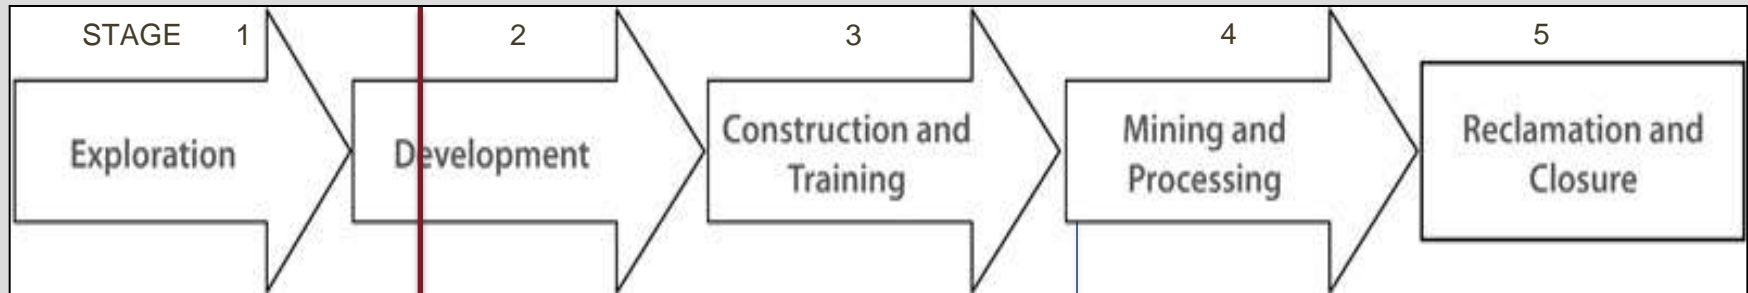 STAGE 1 2 3 4 5
Exploration
Development
Construction and
Training
Mining and
Processing
Reclamation and
Closure